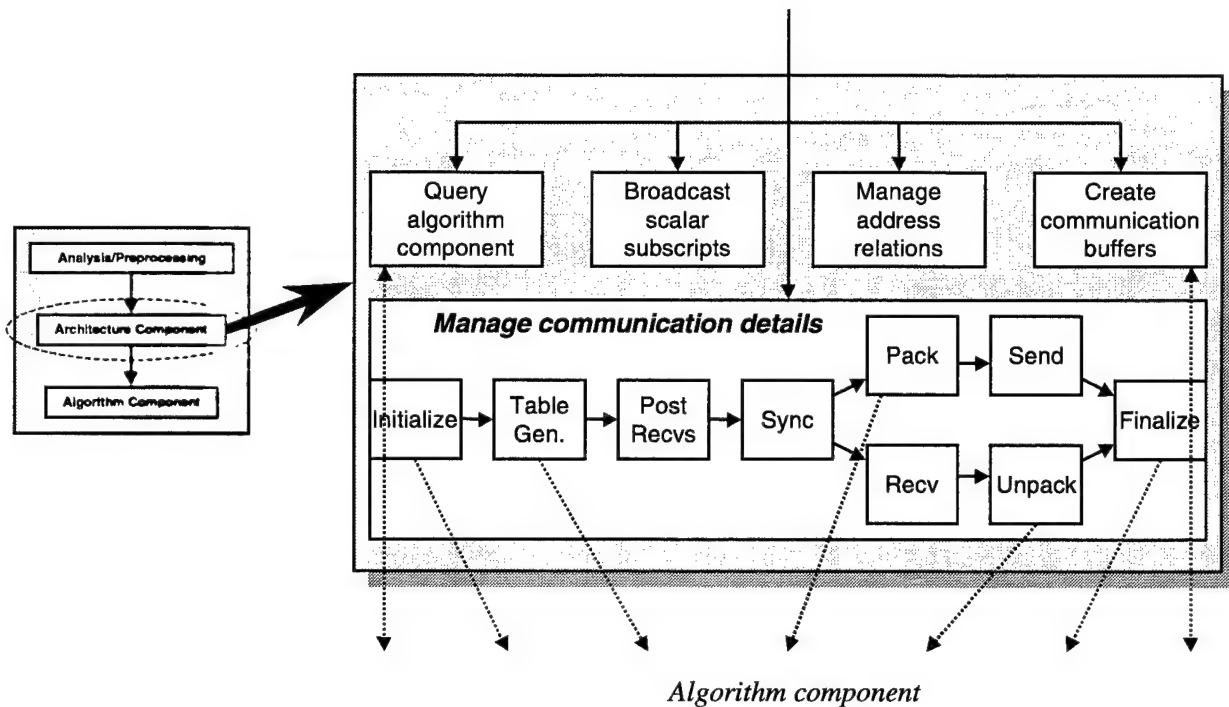 Query
algorithm
component
Broadcast
scalar
subscripts
Manage
address
relations
Create
communication
buffers
Analysis/Preprocessing
Architecture Component
Algorithm Component
Manage communication details
Initialize
Table
Gen.
Post
Recvs
Sync
Pack
Send
Recv
Unpack
Finalize
Algorithm component